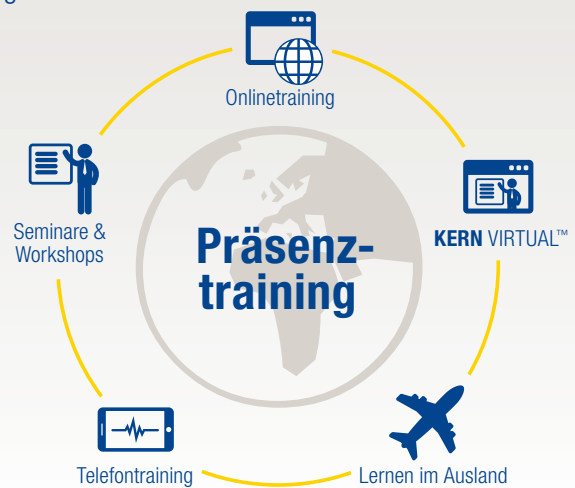 Onlinetraining
Seminare &
Workshops
KERN VIRTUAL™
Präsenz-
training
Telefontraining
Lernen im Ausland